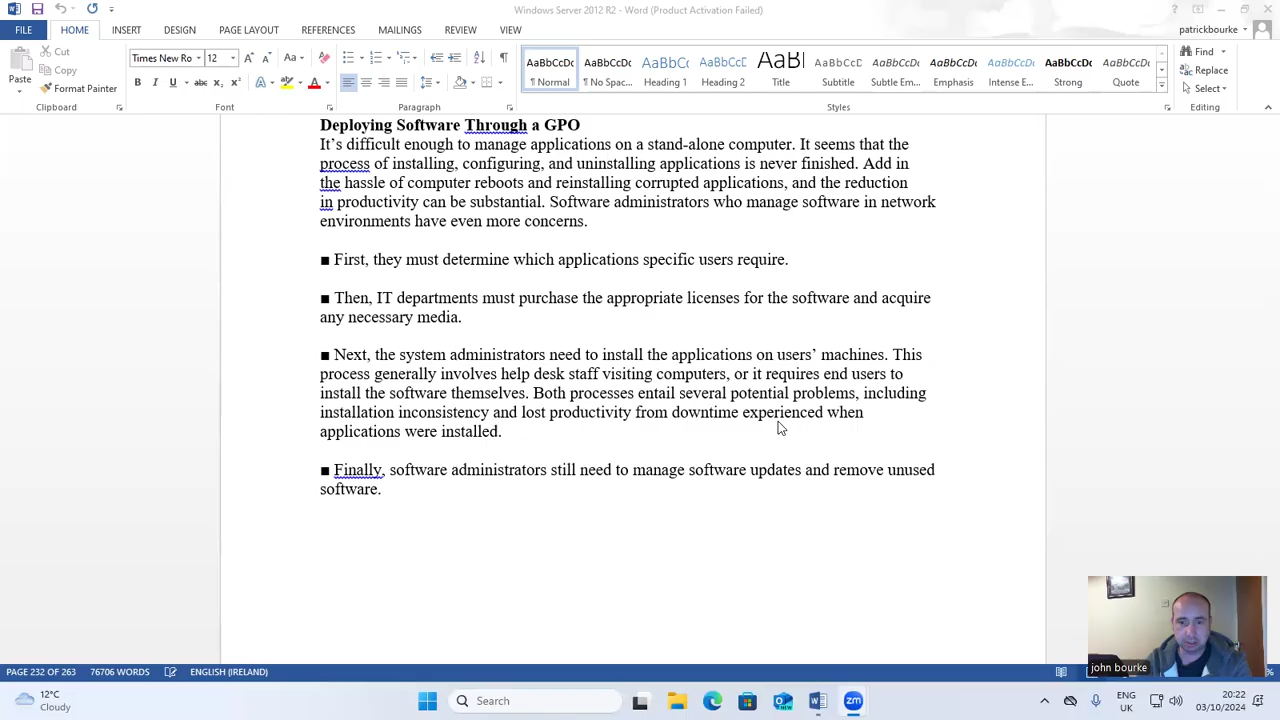 Windows Server 2012 R2 - Word (Product Activation Failed)
FILE HOME INSERT DESIGN PAGE LAYOUT REFERENCES MAILINGS REVIEW VIEW patrickbourke
Paste Cut Copy Format Painter
Times New Ro 12
AaBbCcDc AaBbCcDc AaBbCc AaBbCcD AaBl AaBbCcD AaBbCcDc AaBbCcDc AaBbCcDc AaBbCcDc AaBbCcDc
¶ Normal ¶ No Spac... Heading 1 Heading 2 Title Subtitle Subtle Em... Emphasis Intense E... Strong Quote
Find
Replace
Select
Clipboard Font Paragraph Styles Editing
Deploying Software Through a GPO
It’s difficult enough to manage applications on a stand-alone computer. It seems that the
process of installing, configuring, and uninstalling applications is never finished. Add in
the hassle of computer reboots and reinstalling corrupted applications, and the reduction
in productivity can be substantial. Software administrators who manage software in network
environments have even more concerns.
■ First, they must determine which applications specific users require.
■ Then, IT departments must purchase the appropriate licenses for the software and acquire
any necessary media.
■ Next, the system administrators need to install the applications on users’ machines. This
process generally involves help desk staff visiting computers, or it requires end users to
install the software themselves. Both processes entail several potential problems, including
installation inconsistency and lost productivity from downtime experienced when
applications were installed.
■ Finally, software administrators still need to manage software updates and remove unused
software.
john bourke
PAGE 232 OF 263 76706 WORDS ENGLISH (IRELAND)
12°C
Cloudy
Search
ENG
UK
20:22
03/10/2024